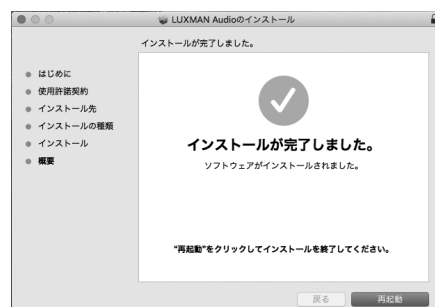 LUXMAN Audioのインストール
インストールが完了しました。
はじめに
使用許諾契約
インストール先
インストールの種類
インストール
概要
インストールが完了しました。
ソフトウェアがインストールされました。
"再起動"をクリックしてインストールを終了してください。
戻る
再起動